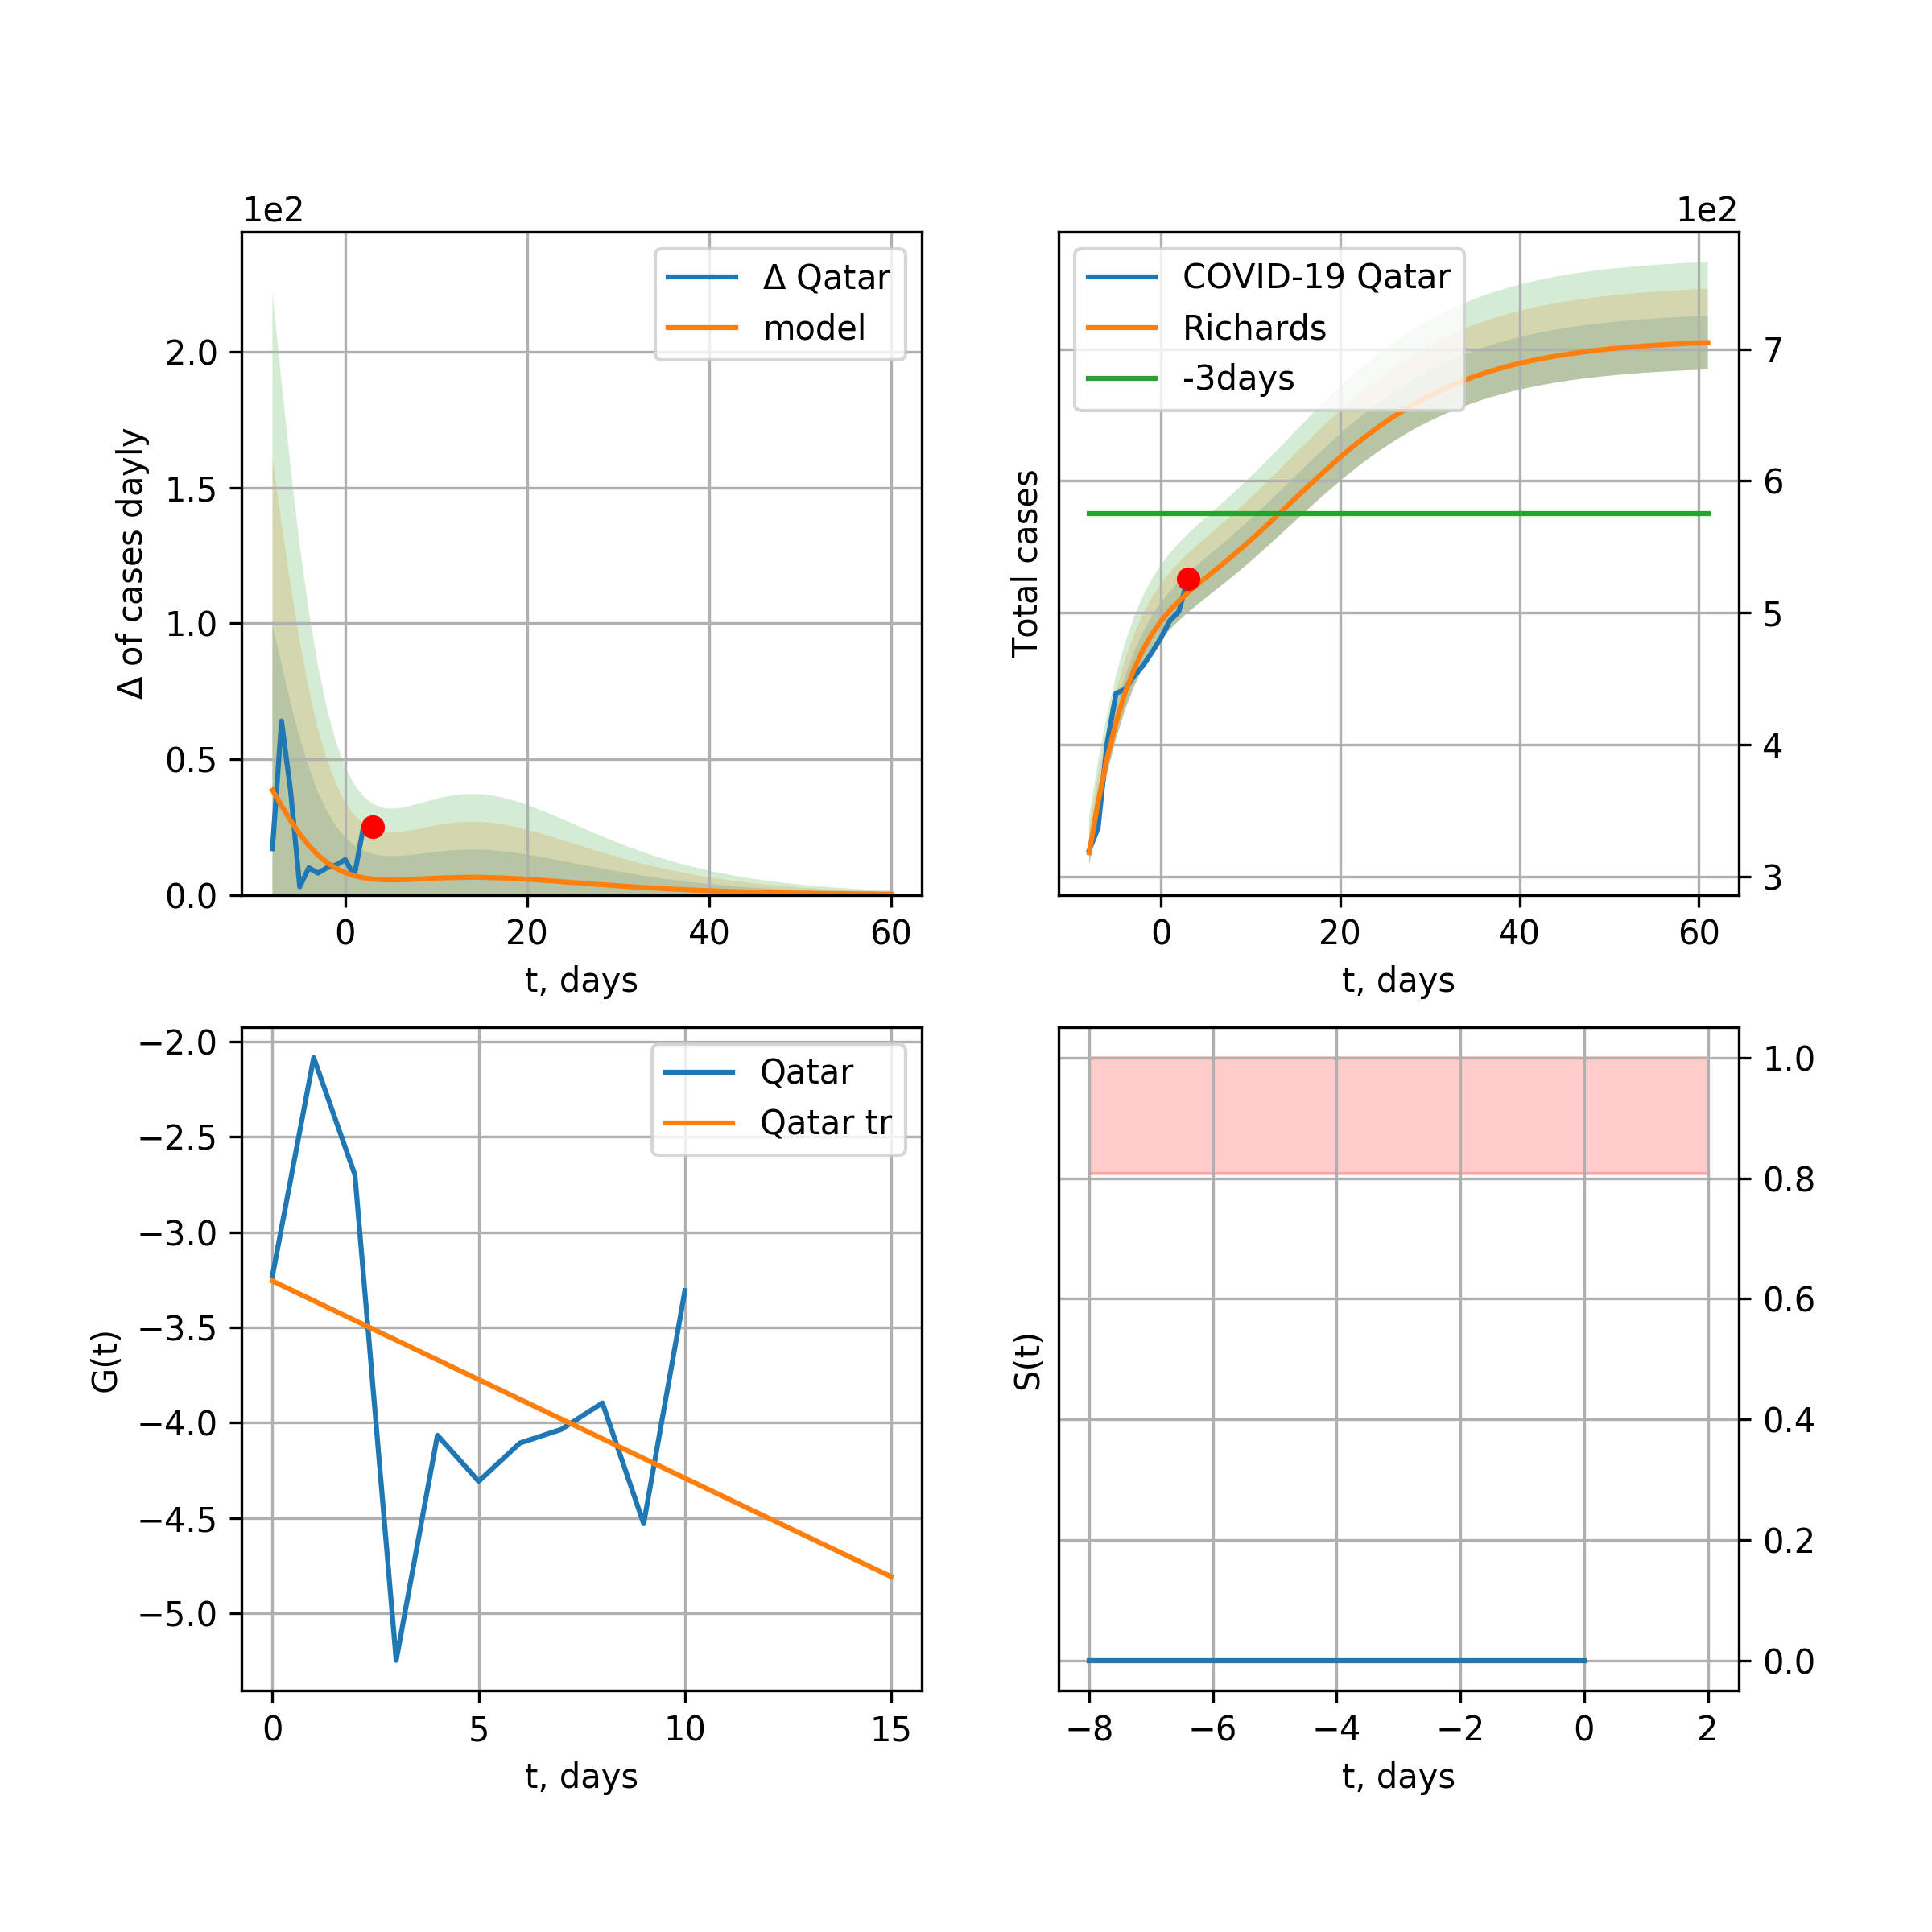 1e2
Δ Qatar
model
2.0
1.5
1.0
0.5
0.0
Δ of cases dayly
0 20 40 60
t, days
1e2
COVID-19 Qatar
Richards
-3days
7
6
5
4
3
Total cases
0 20 40 60
t, days
−2.0
−2.5
−3.0
−3.5
−4.0
−4.5
−5.0
G(t)
Qatar
Qatar tr
0 5 10 15
t, days
1.0
0.8
0.6
0.4
0.2
0.0
S(t)
−8 −6 −4 −2 0 2
t, days